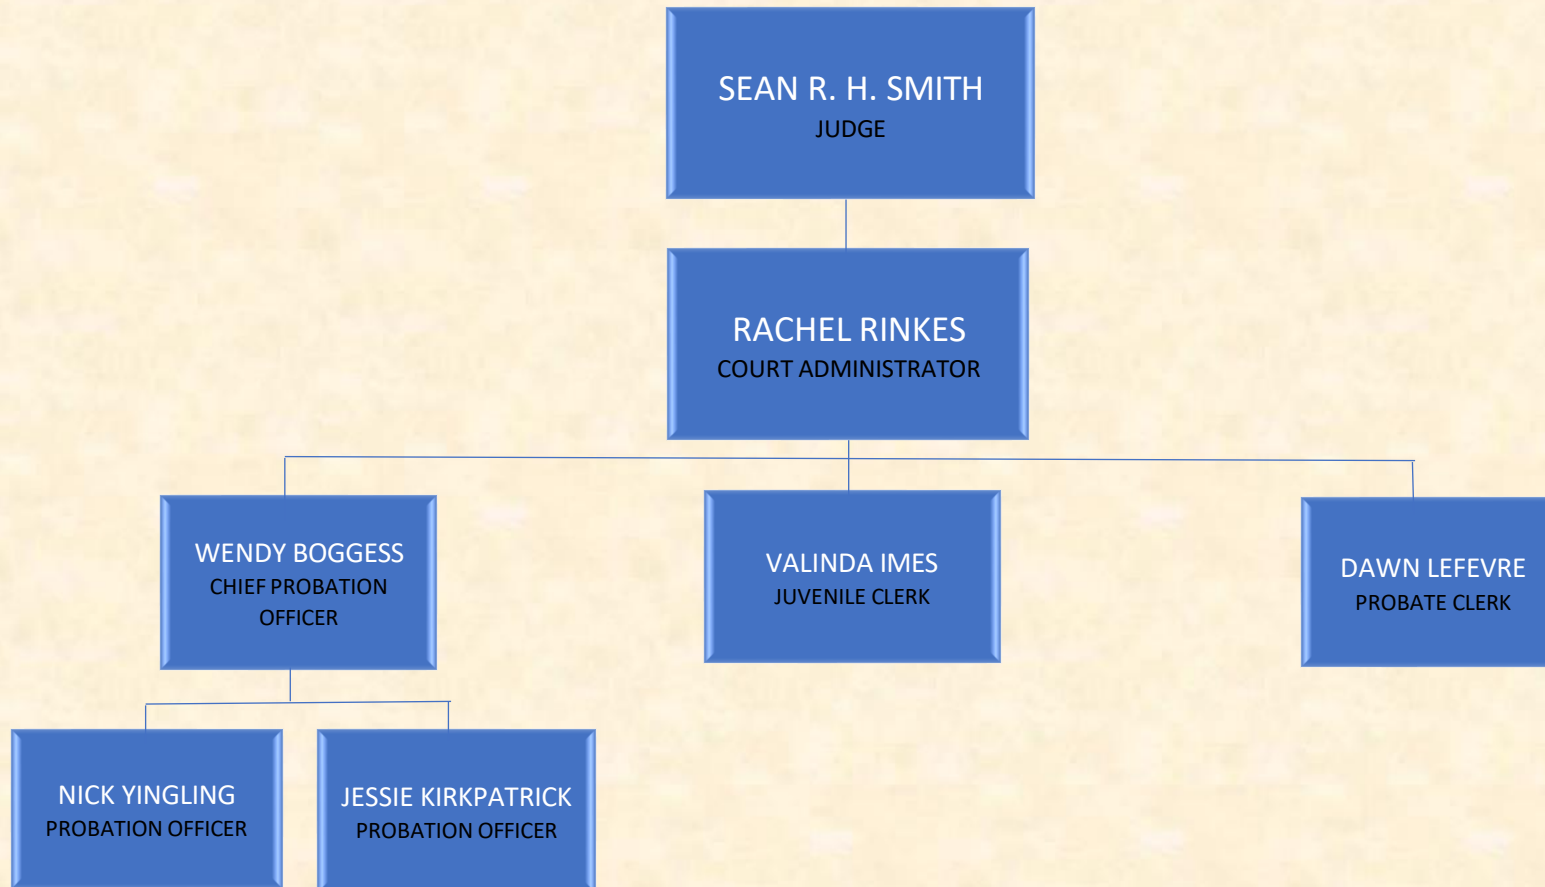 SEAN R. H. SMITH
JUDGE
RACHEL RINKES
COURT ADMINISTRATOR
WENDY BOGGESS
CHIEF PROBATION
OFFICER
VALINDA IMES
JUVENILE CLERK
DAWN LEFEVRE
PROBATE CLERK
NICK YINGLING
PROBATION OFFICER
JESSIE KIRKPATRICK
PROBATION OFFICER